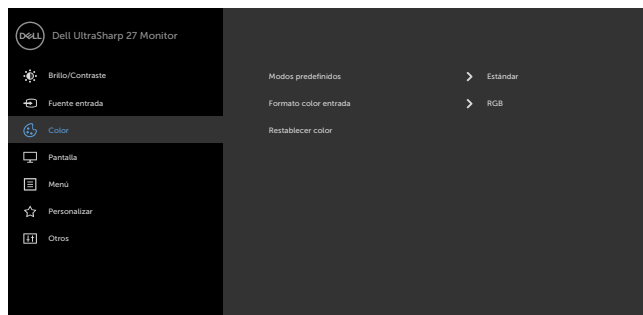 DELL Dell UltraSharp 27 Monitor
Brillo/Contraste
Modos predefinidos Estándar
Fuente entrada
Formato color entrada RGB
Color
Restablecer color
Pantalla
Menú
Personalizar
Otros